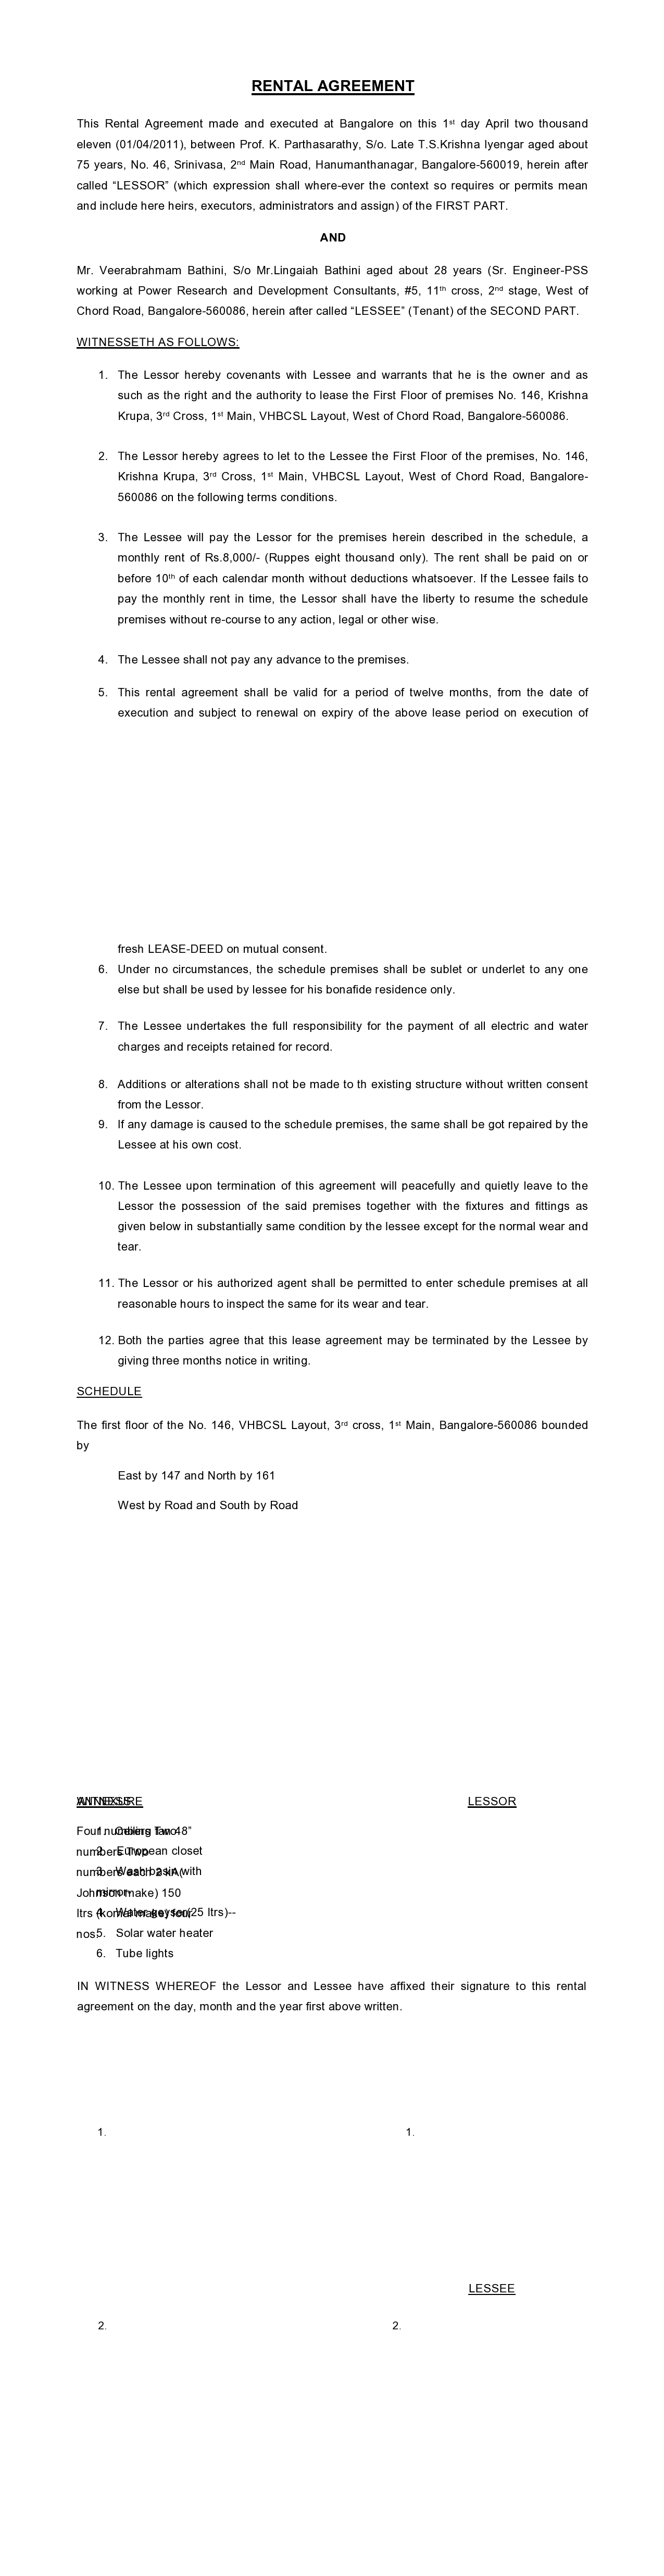 RENTAL AGREEMENT
This Rental Agreement made and executed at Bangalore on this 1st day April two thousand
eleven (01/04/2011), between Prof. K. Parthasarathy, S/o. Late T.S.Krishna Iyengar aged about
75 years, No. 46, Srinivasa, 2nd Main Road, Hanumanthanagar, Bangalore-560019, herein after
called “LESSOR” (which expression shall where-ever the context so requires or permits mean
and include here heirs, executors, administrators and assign) of the FIRST PART.
AND
Mr. Veerabrahmam Bathini, S/o Mr.Lingaiah Bathini aged about 28 years (Sr. Engineer-PSS
working at Power Research and Development Consultants, #5, 11th cross, 2nd stage, West of
Chord Road, Bangalore-560086, herein after called “LESSEE” (Tenant) of the SECOND PART.
WITNESSETH AS FOLLOWS:
1. The Lessor hereby covenants with Lessee and warrants that he is the owner and as
such as the right and the authority to lease the First Floor of premises No. 146, Krishna
Krupa, 3rd Cross, 1st Main, VHBCSL Layout, West of Chord Road, Bangalore-560086.
2. The Lessor hereby agrees to let to the Lessee the First Floor of the premises, No. 146,
Krishna Krupa, 3rd Cross, 1st Main, VHBCSL Layout, West of Chord Road, Bangalore-
560086 on the following terms conditions.
3. The Lessee will pay the Lessor for the premises herein described in the schedule, a
monthly rent of Rs.8,000/- (Ruppes eight thousand only). The rent shall be paid on or
before 10th of each calendar month without deductions whatsoever. If the Lessee fails to
pay the monthly rent in time, the Lessor shall have the liberty to resume the schedule
premises without re-course to any action, legal or other wise.
4. The Lessee shall not pay any advance to the premises.
5. This rental agreement shall be valid for a period of twelve months, from the date of
execution and subject to renewal on expiry of the above lease period on execution of
fresh LEASE-DEED on mutual consent.
6. Under no circumstances, the schedule premises shall be sublet or underlet to any one
else but shall be used by lessee for his bonafide residence only.
7. The Lessee undertakes the full responsibility for the payment of all electric and water
charges and receipts retained for record.
8. Additions or alterations shall not be made to th existing structure without written consent
from the Lessor.
9. If any damage is caused to the schedule premises, the same shall be got repaired by the
Lessee at his own cost.
10. The Lessee upon termination of this agreement will peacefully and quietly leave to the
Lessor the possession of the said premises together with the fixtures and fittings as
given below in substantially same condition by the lessee except for the normal wear and
tear.
11. The Lessor or his authorized agent shall be permitted to enter schedule premises at all
reasonable hours to inspect the same for its wear and tear.
12. Both the parties agree that this lease agreement may be terminated by the Lessee by
giving three months notice in writing.
SCHEDULE
The first floor of the No. 146, VHBCSL Layout, 3rd cross, 1st Main, Bangalore-560086 bounded
by
East by 147 and North by 161
West by Road and South by Road
LESSOR
1. Ceiling fan 48”
2. European closet
3. Wash basin with
mirror
4. Water geyser(25 ltrs)--
5. Solar water heater
6. Tube lights
Four numbers Two
numbers Two
numbers each 2 kA(
Johnson make) 150
ltrs (komal make) four
nos.
IN WITNESS WHEREOF the Lessor and Lessee have affixed their signature to this rental
agreement on the day, month and the year first above written.
1. 1.
LESSEE
2. 2.